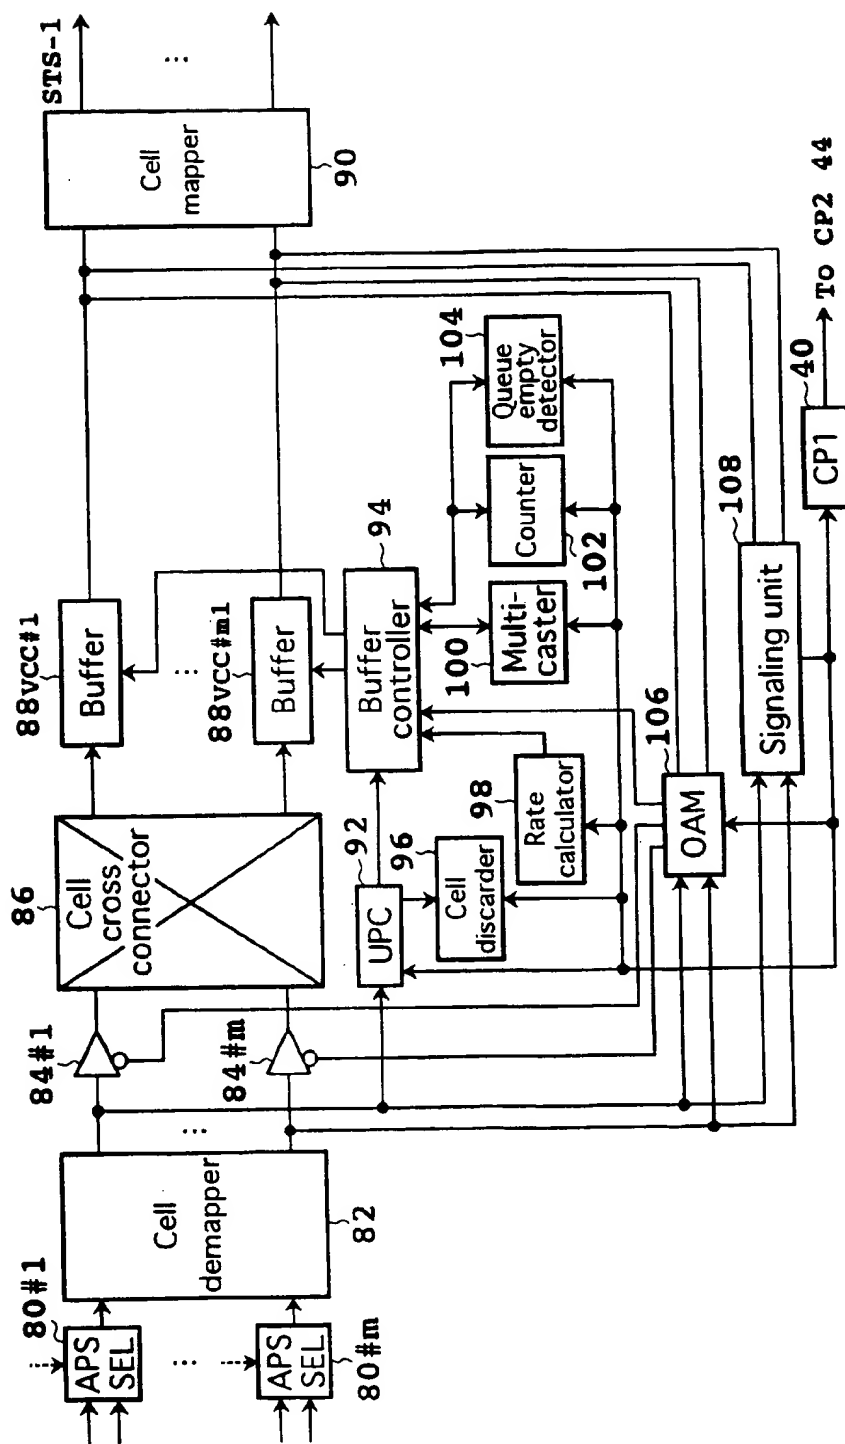 80#1
APS
SEL
...
APS
SEL
80#m
Cell
demapper
82
...
84#1
84#m
86
Cell
cross
connector
88VCC#1
Buffer
...
88VCC#m1
Buffer
Cell
mapper
90
STS-1
...
92
UPC
94
Buffer
controller
96
Cell
discarder
98
Rate
calculator
100
Multi-
caster
Counter
102
104
Queue
empty
detector
106
OAM
108
Signaling unit
40
CP1
To CP2 44